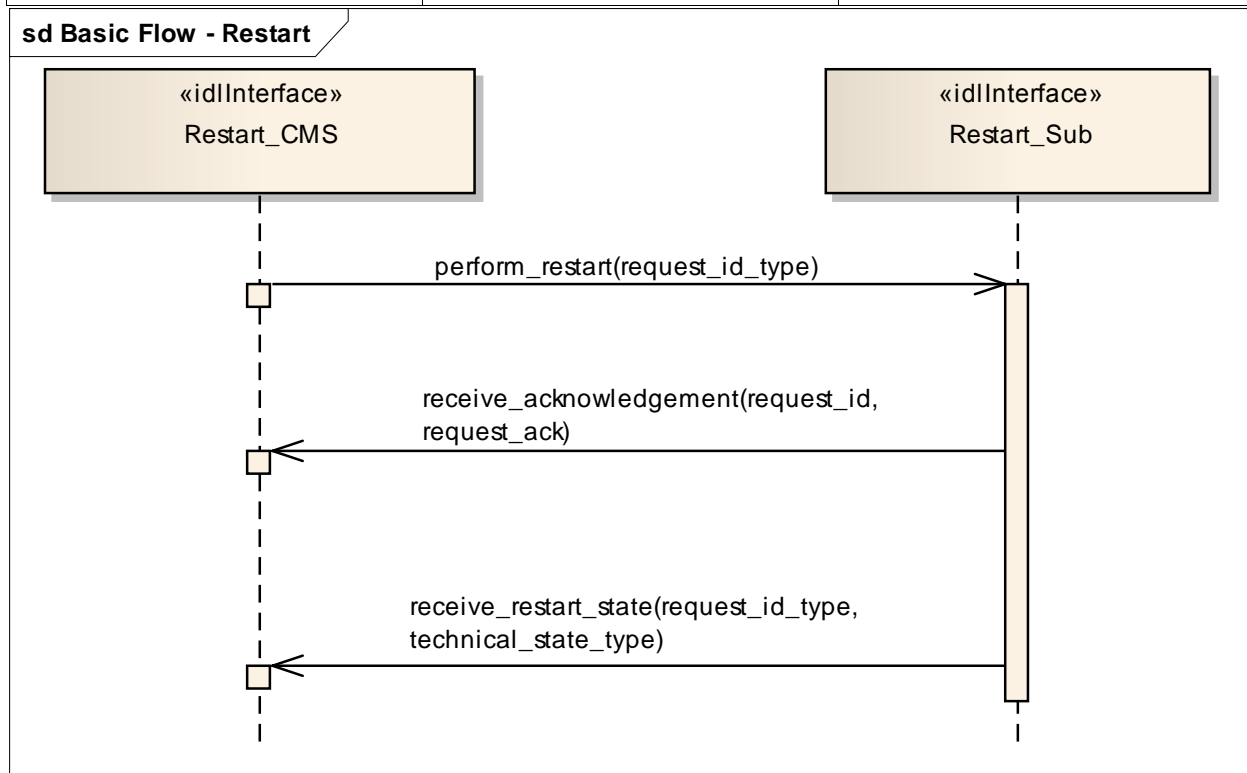 sd Basic Flow - Restart
«idlInterface»
Restart_CMS
«idlInterface»
Restart_Sub
perform_restart(request_id_type)
receive_acknowledgement(request_id,
request_ack)
receive_restart_state(request_id_type,
technical_state_type)